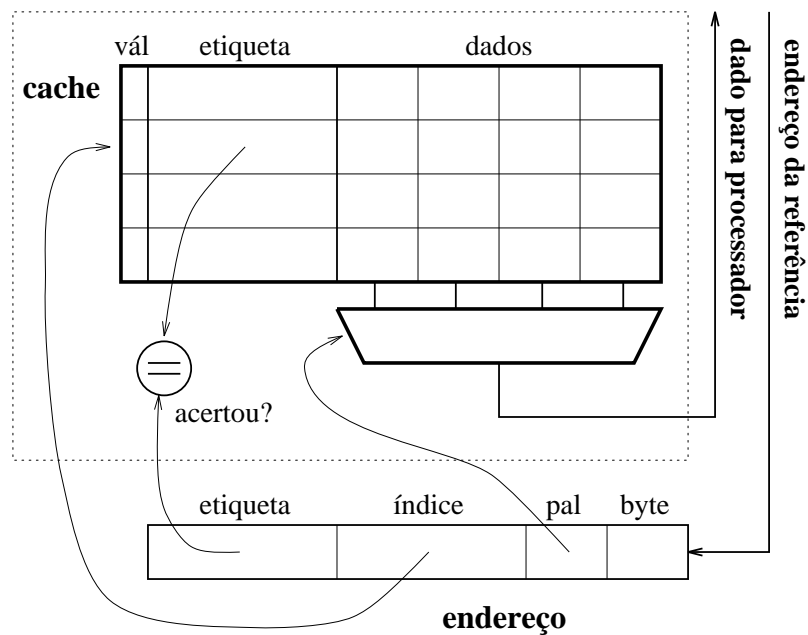 vál etiqueta dados
cache
dado para processador
endereço da referência
acertou?
etiqueta índice pal byte
endereço